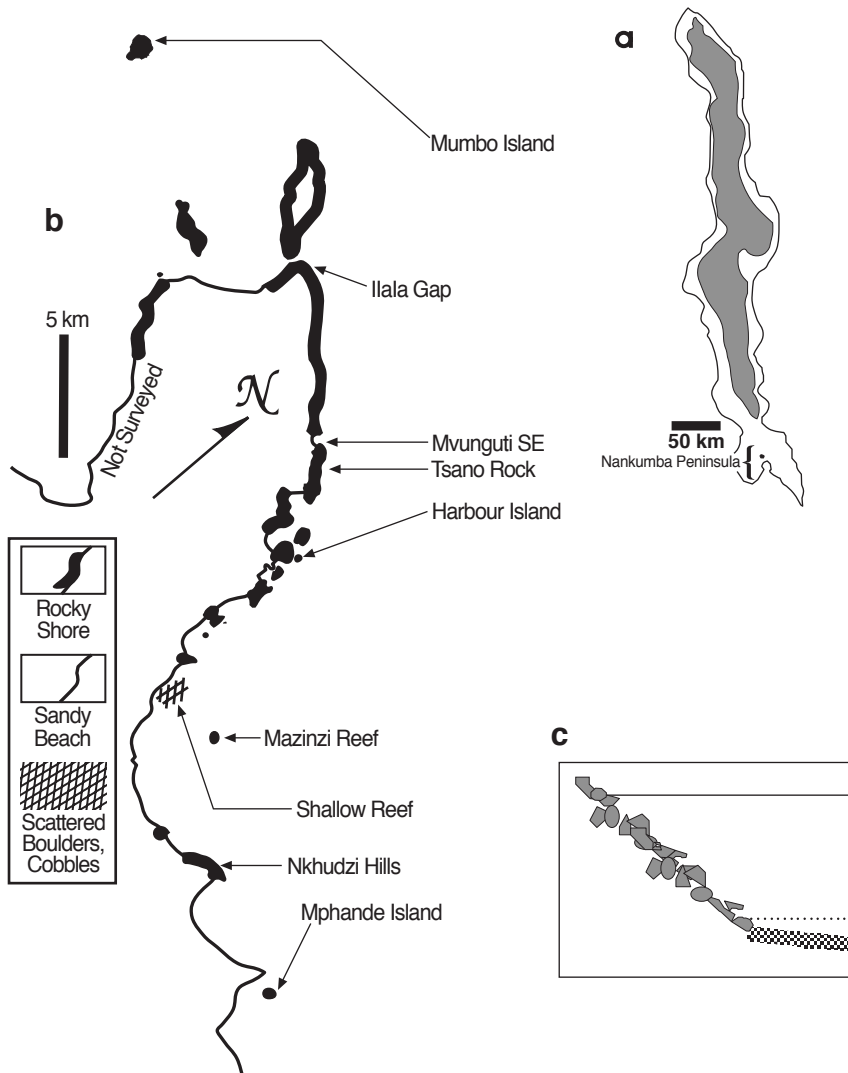 a
50 km
Nankumba Peninsula
b
Mumbo Island
Ilala Gap
5 km
Not Surveyed
N
Mvunguti SE
Tsano Rock
Harbour Island
Mazinzi Reef
Shallow Reef
Nkhudzi Hills
Mphande Island
Rocky
Shore
Sandy
Beach
Scattered
Boulders,
Cobbles
c